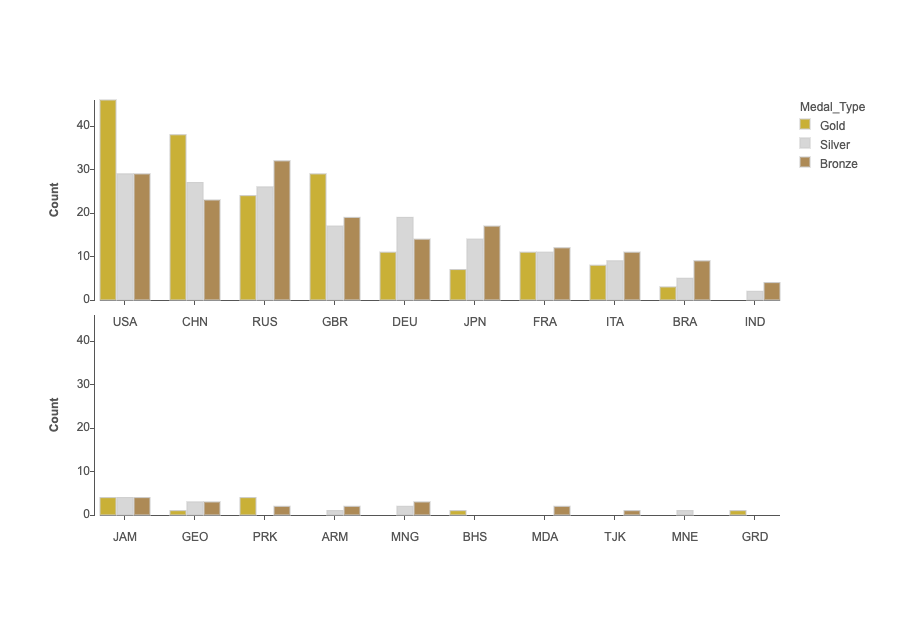 Medal_Type
Gold
Silver
Bronze
Count
40
30
20
10
0
USA CHN RUS GBR DEU JPN FRA ITA BRA IND
Count
40
30
20
10
0
JAM GEO PRK ARM MNG BHS MDA TJK MNE GRD